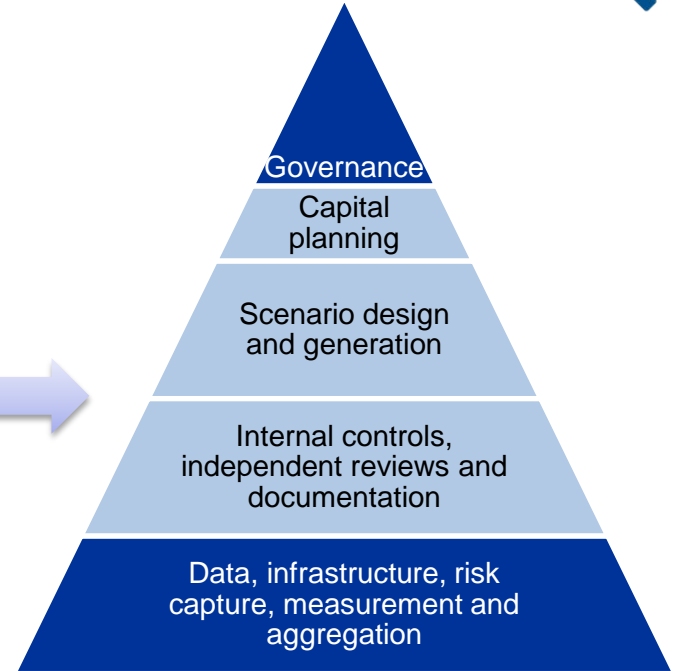 Governance
Capital
planning
Scenario design
and generation
Internal controls,
independent reviews and
documentation
Data, infrastructure, risk
capture, measurement and
aggregation